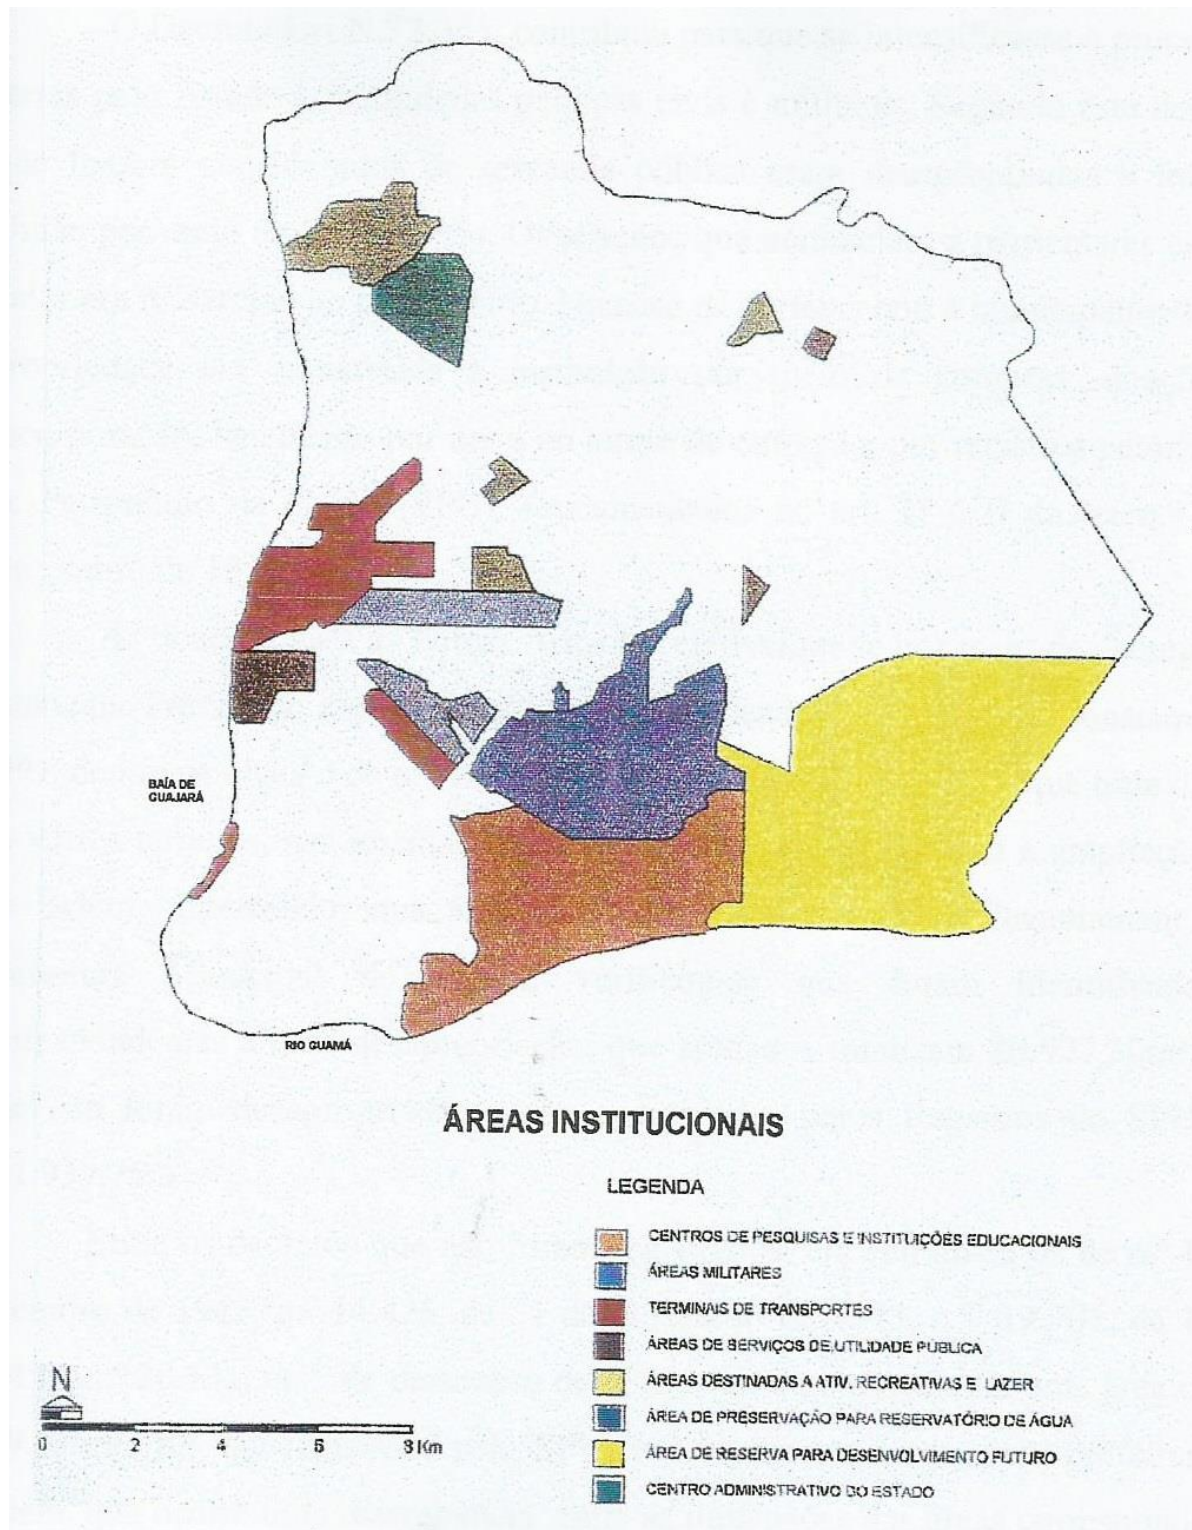 BAÍA DE
GUAJARÁ
RIO GUAMÁ
ÁREAS INSTITUCIONAIS
LEGENDA
CENTROS DE PESQUISAS E INSTITUIÇÕES EDUCACIONAIS
ÁREAS MILITARES
TERMINAIS DE TRANSPORTES
ÁREAS DE SERVIÇOS DE UTILIDADE PÚBLICA
ÁREAS DESTINADAS A ATIV. RECREATIVAS E LAZER
ÁREA DE PRESERVAÇÃO PARA RESERVATÓRIO DE ÁGUA
ÁREA DE RESERVA PARA DESENVOLVIMENTO FUTURO
CENTRO ADMINISTRATIVO DO ESTADO
N
0 2 4 6 8 Km